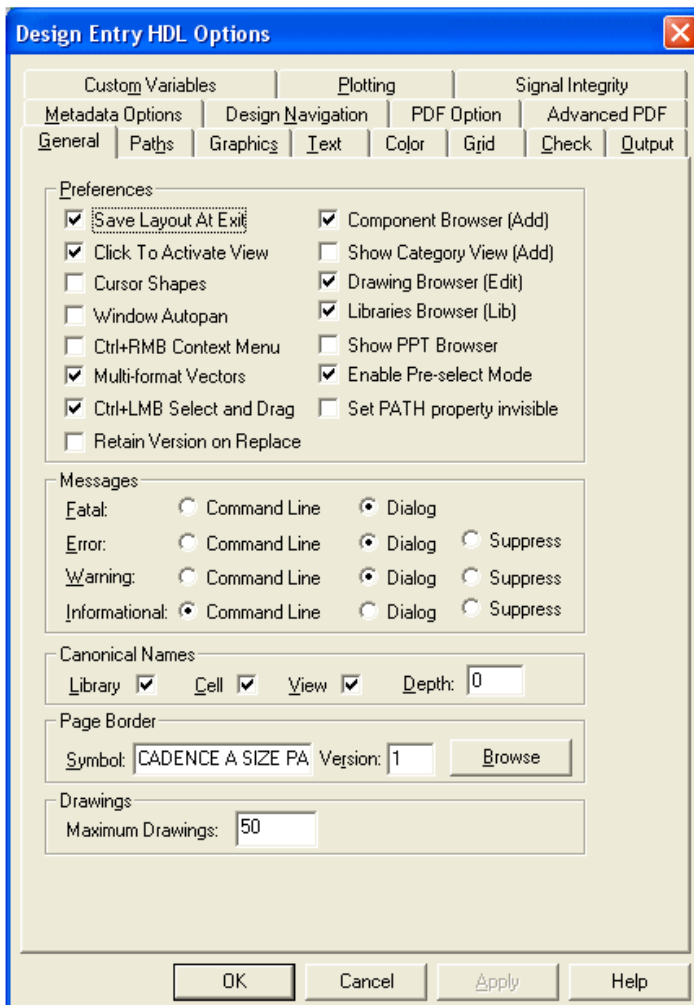 Design Entry HDL Options
Custom Variables Plotting Signal Integrity
Metadata Options Design Navigation PDF Option Advanced PDF
General Paths Graphics Text Color Grid Check Output
Preferences
Save Layout At Exit Component Browser (Add)
Click To Activate View Show Category View (Add)
Cursor Shapes Drawing Browser (Edit)
Window Autopan Libraries Browser (Lib)
Ctrl+RMB Context Menu Show PPT Browser
Multi-format Vectors Enable Pre-select Mode
Ctrl+LMB Select and Drag Set PATH property invisible
Retain Version on Replace
Messages
Fatal: Command Line Dialog
Error: Command Line Dialog Suppress
Warning: Command Line Dialog Suppress
Informational: Command Line Dialog Suppress
Canonical Names
Library Cell View Depth: 0
Page Border
Symbol: CADENCE A SIZE PA Version: 1 Browse
Drawings
Maximum Drawings: 50
OK Cancel Apply Help